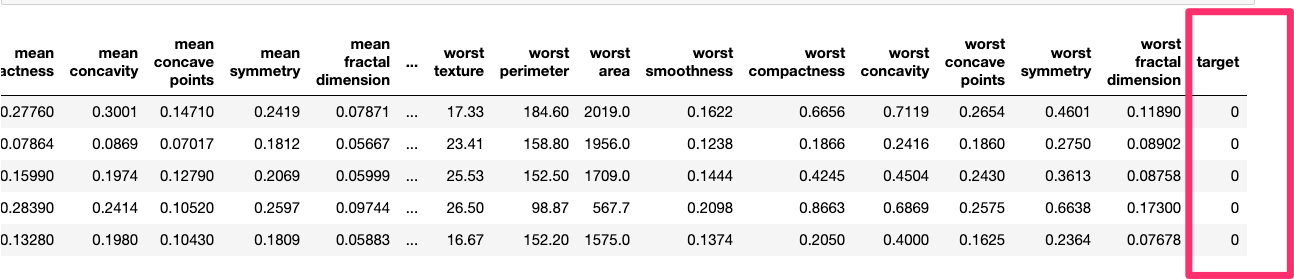 mean mean mean mean mean ... worst worst worst worst worst worst worst worst worst target
actness concavity concave points symmetry fractal dimension texture perimeter area smoothness compactness concavity concave points symmetry fractal dimension
0.27760 0.3001 0.14710 0.2419 0.07871 ... 17.33 184.60 2019.0 0.1622 0.6656 0.7119 0.2654 0.4601 0.11890 0
0.07864 0.0869 0.07017 0.1812 0.05667 ... 23.41 158.80 1956.0 0.1238 0.1866 0.2416 0.1860 0.2750 0.08902 0
0.15990 0.1974 0.12790 0.2069 0.05999 ... 25.53 152.50 1709.0 0.1444 0.4245 0.4504 0.2430 0.3613 0.08758 0
0.28390 0.2414 0.10520 0.2597 0.09744 ... 26.50 98.87 567.7 0.2098 0.8663 0.6869 0.2575 0.6638 0.17300 0
0.13280 0.1980 0.10430 0.1809 0.05883 ... 16.67 152.20 1575.0 0.1374 0.2050 0.4000 0.1625 0.2364 0.07678 0